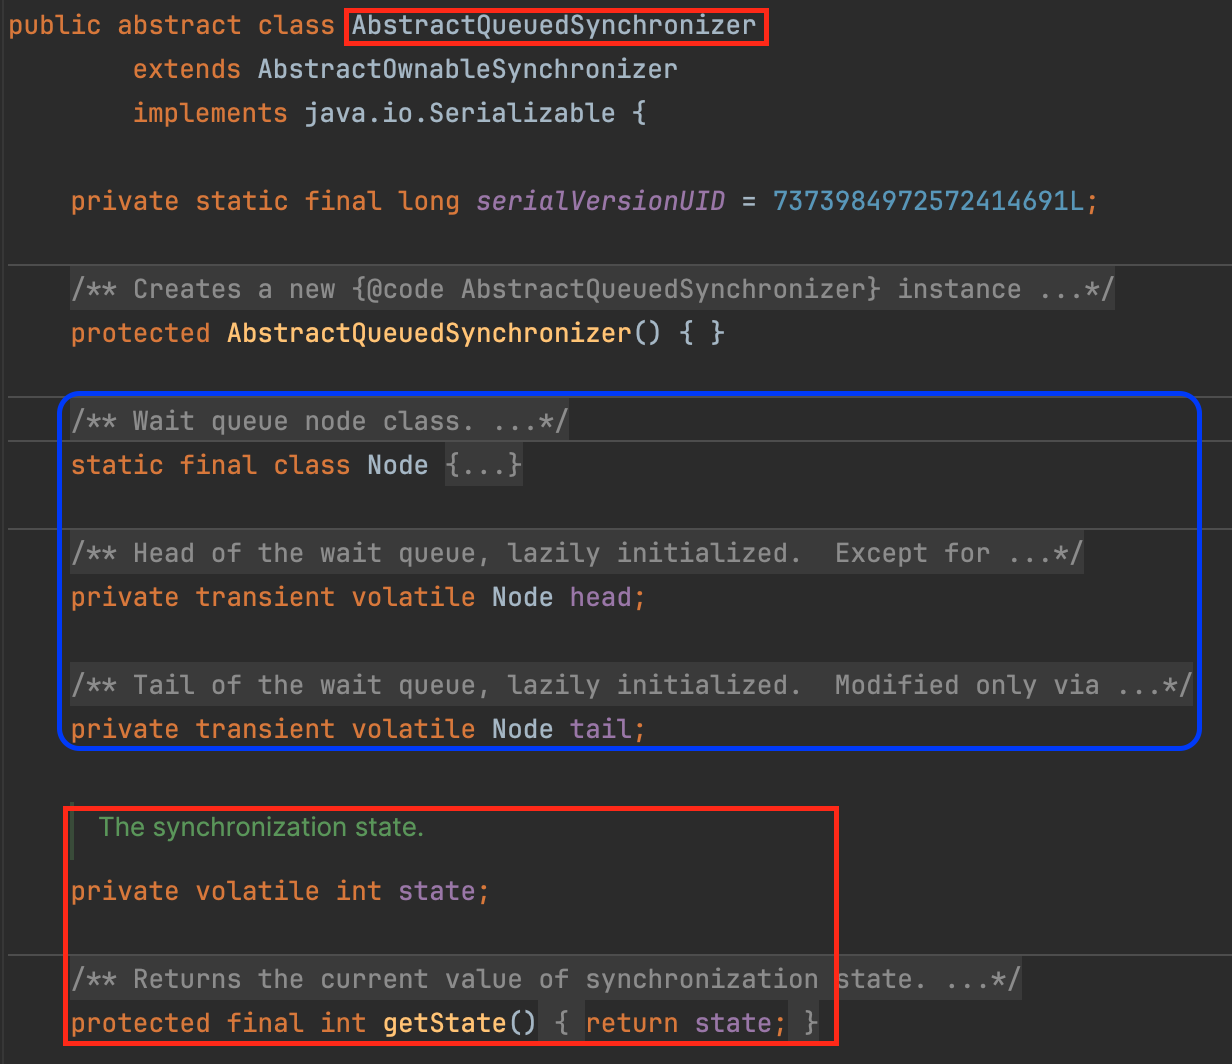 public abstract class AbstractQueuedSynchronizer
extends AbstractOwnableSynchronizer
implements java.io.Serializable {
private static final long serialVersionUID = 7373984972572414691L;
/** Creates a new {@code AbstractQueuedSynchronizer} instance ...*/
protected AbstractQueuedSynchronizer() { }
/** Wait queue node class. ...*/
static final class Node {...}
/** Head of the wait queue, lazily initialized.  Except for ...*/
private transient volatile Node head;
/** Tail of the wait queue, lazily initialized.  Modified only via ...*/
private transient volatile Node tail;
The synchronization state.
private volatile int state;
/** Returns the current value of synchronization state. ...*/
protected final int getState() { return state; }